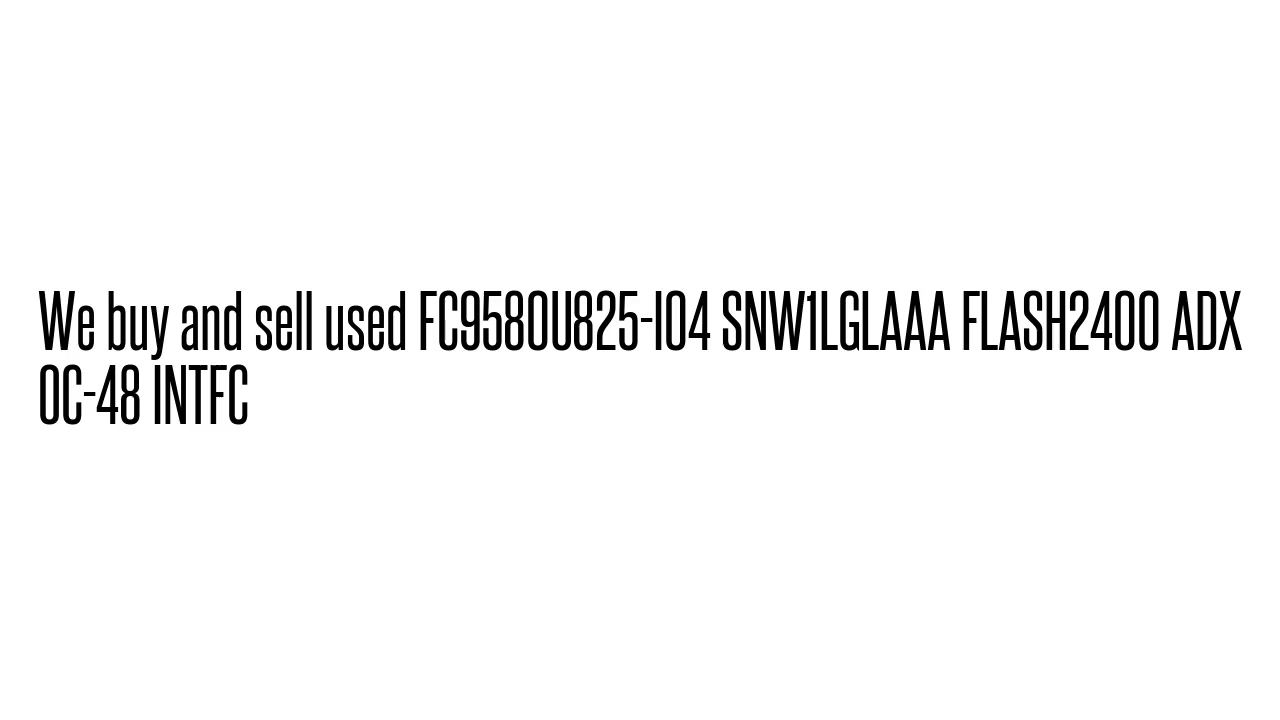 We buy and sell used FC9580U825-I04 SNW1LGLAAA FLASH2400 ADX
OC-48 INTFC